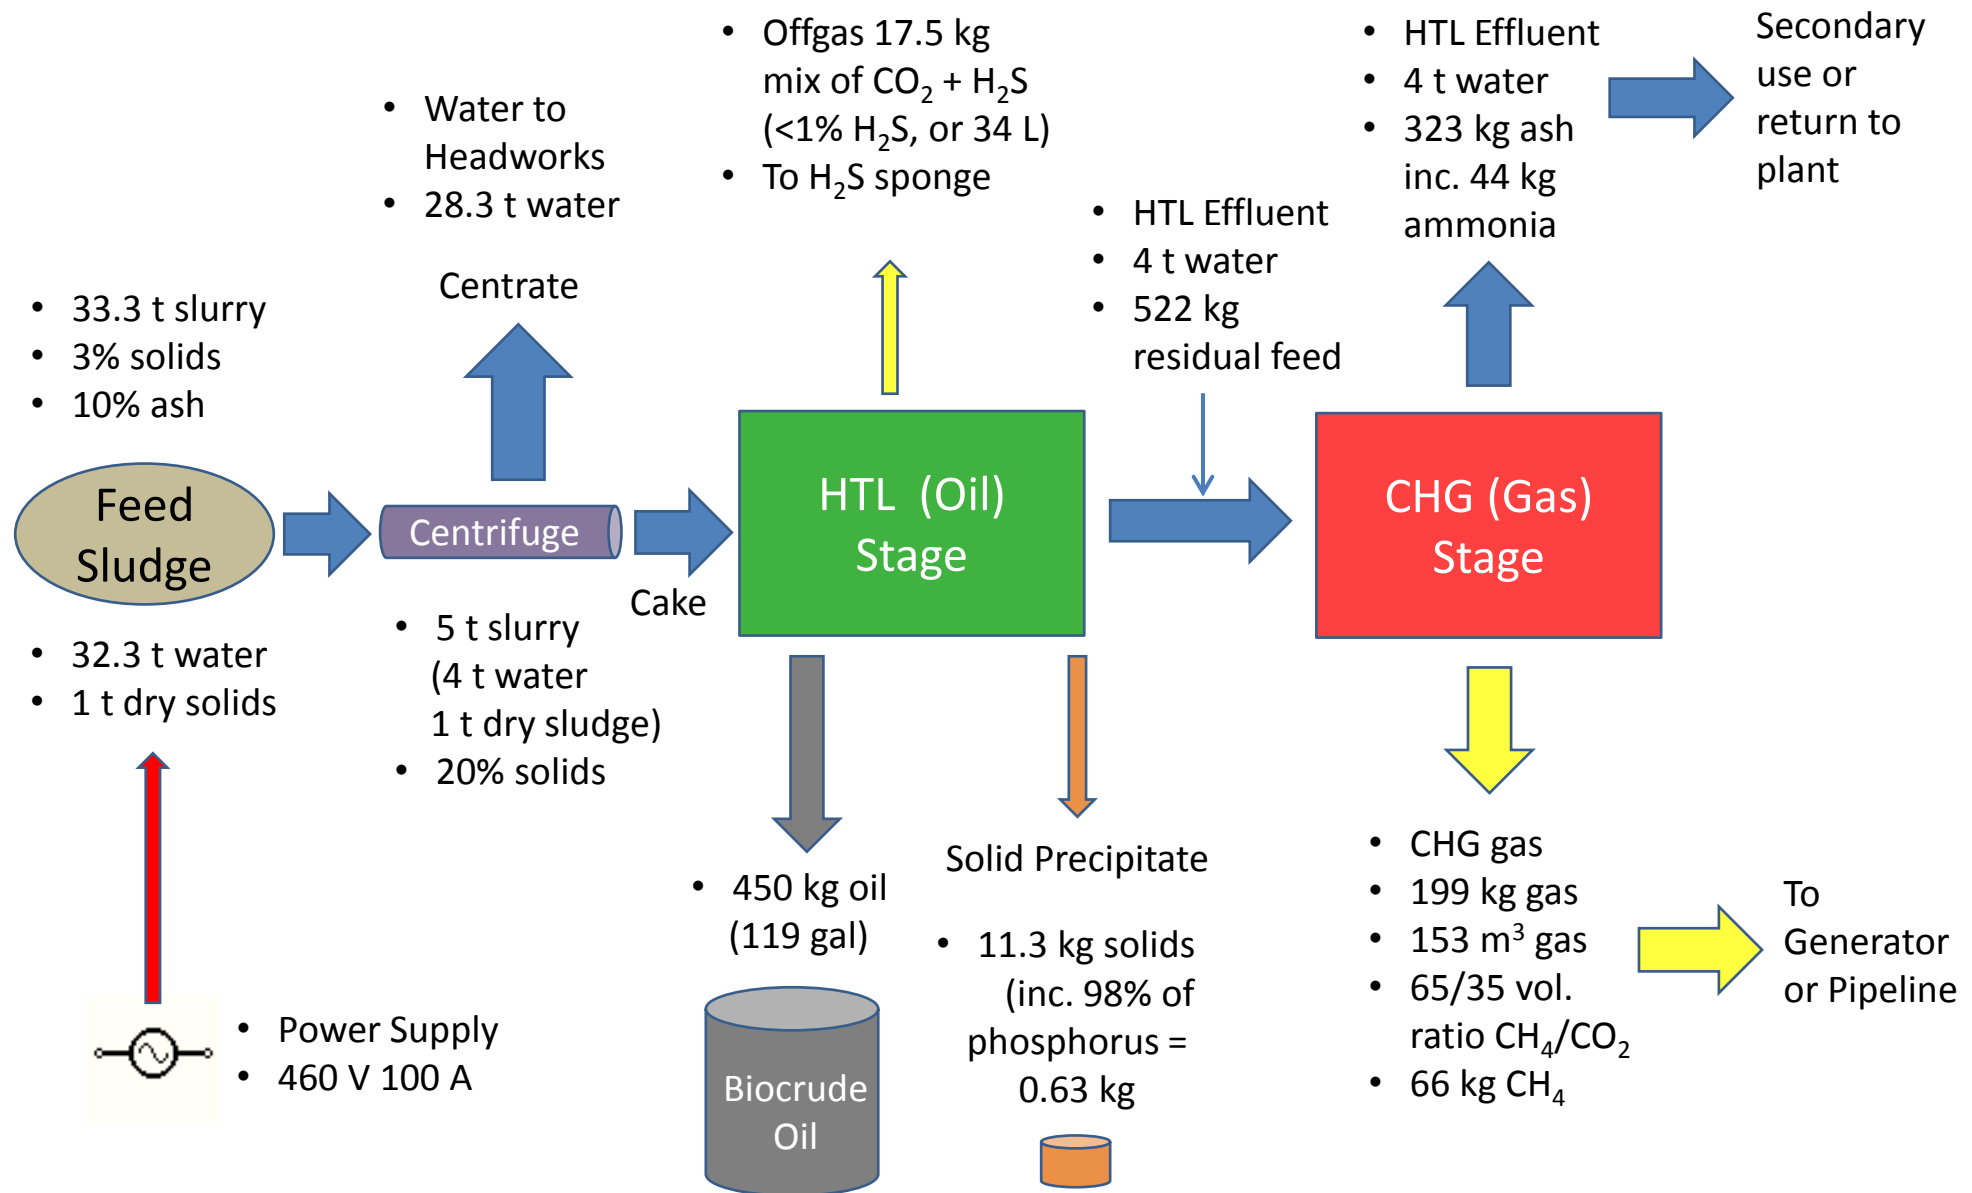 • 33.3 t slurry
• 3% solids
• 10% ash
Feed
Sludge
• 32.3 t water
• 1 t dry solids
• Power Supply
• 460 V 100 A
• Water to
Headworks
• 28.3 t water
Centrate
Centrifuge
• 5 t slurry
(4 t water
1 t dry sludge)
• 20% solids
Cake
• Offgas 17.5 kg
mix of CO₂ + H₂S
(<1% H₂S, or 34 L)
• To H₂S sponge
HTL (Oil)
Stage
• 450 kg oil
(119 gal)
Biocrude
Oil
Solid Precipitate
• 11.3 kg solids
(inc. 98% of
phosphorus =
0.63 kg
• HTL Effluent
• 4 t water
• 522 kg
residual feed
CHG (Gas)
Stage
• HTL Effluent
• 4 t water
• 323 kg ash
inc. 44 kg
ammonia
Secondary
use or
return to
plant
• CHG gas
• 199 kg gas
• 153 m³ gas
• 65/35 vol.
ratio CH₄/CO₂
• 66 kg CH₄
To
Generator
or Pipeline